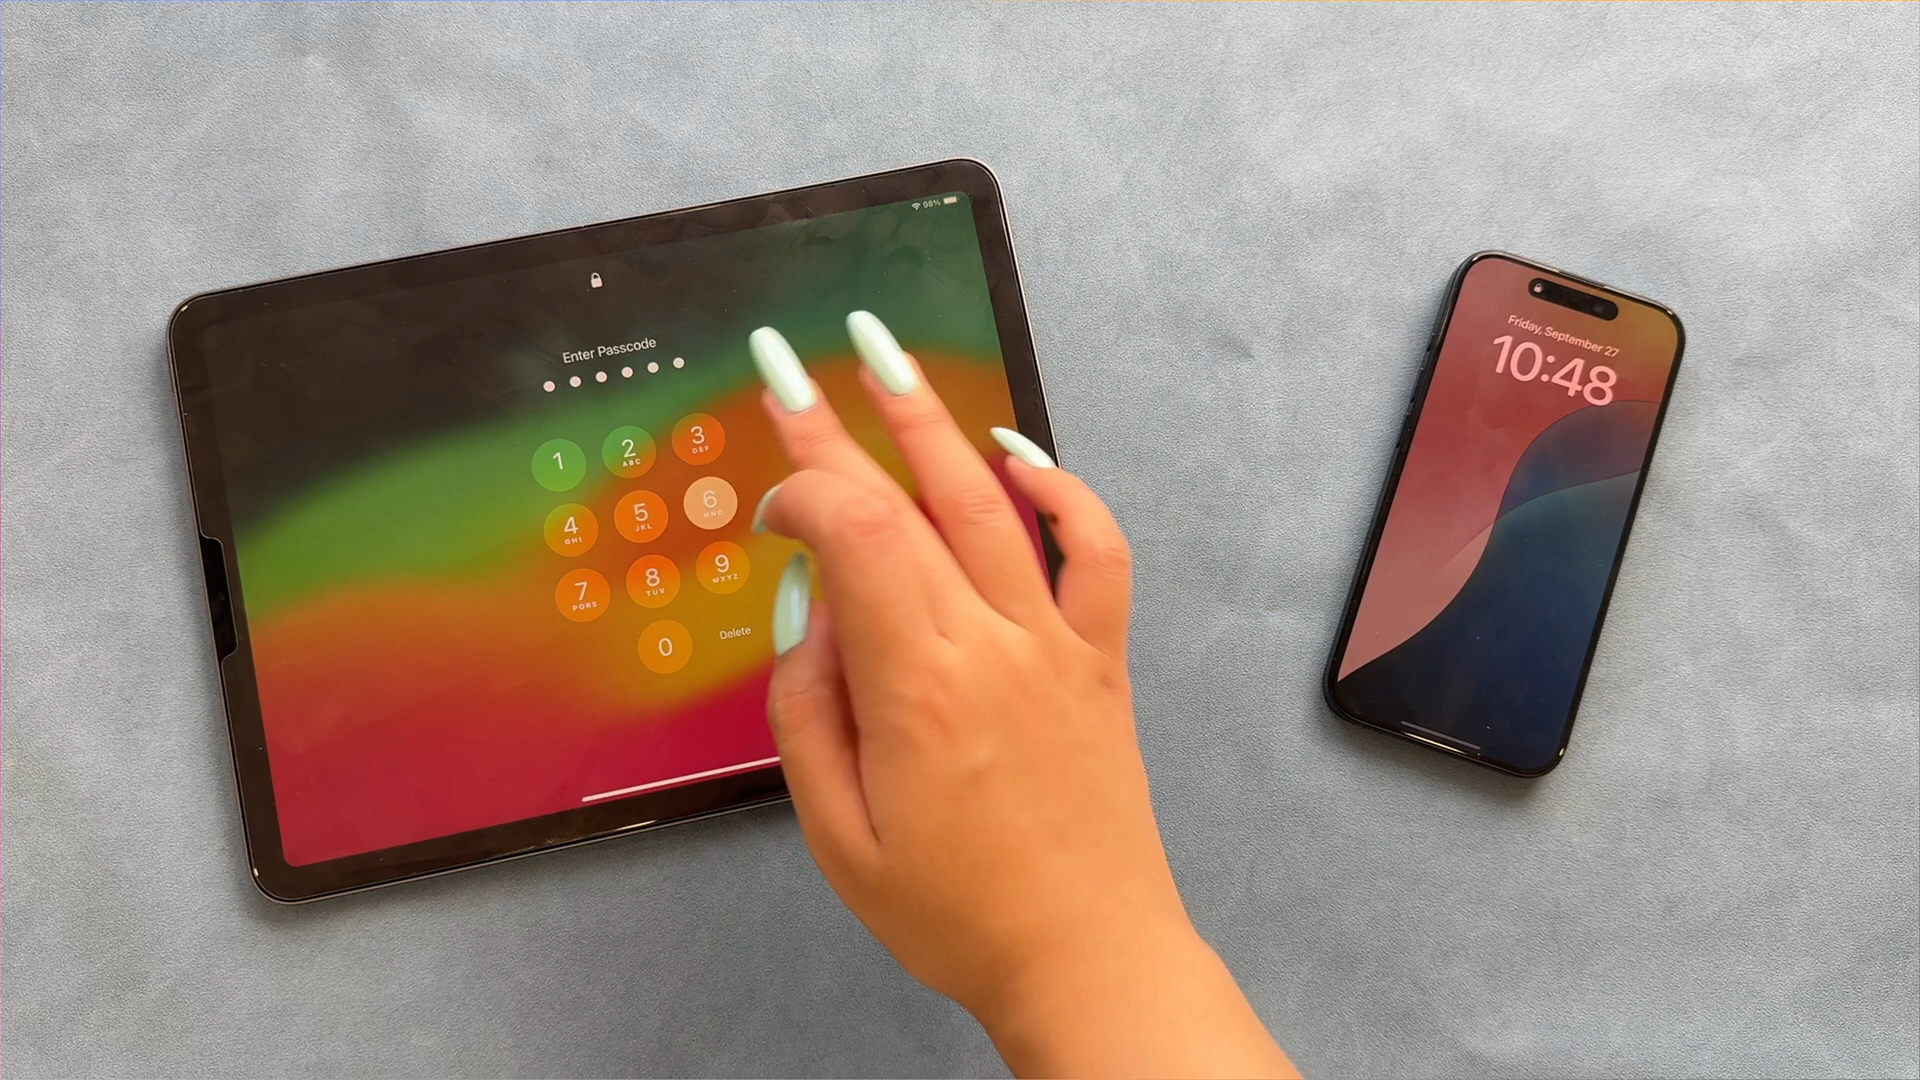 98%
Enter Passcode
1
2
ABC
3
DEF
4
GHI
5
JKL
6
MNO
7
PQRS
8
TUV
9
WXYZ
0
Delete
Friday, September 27
10:48